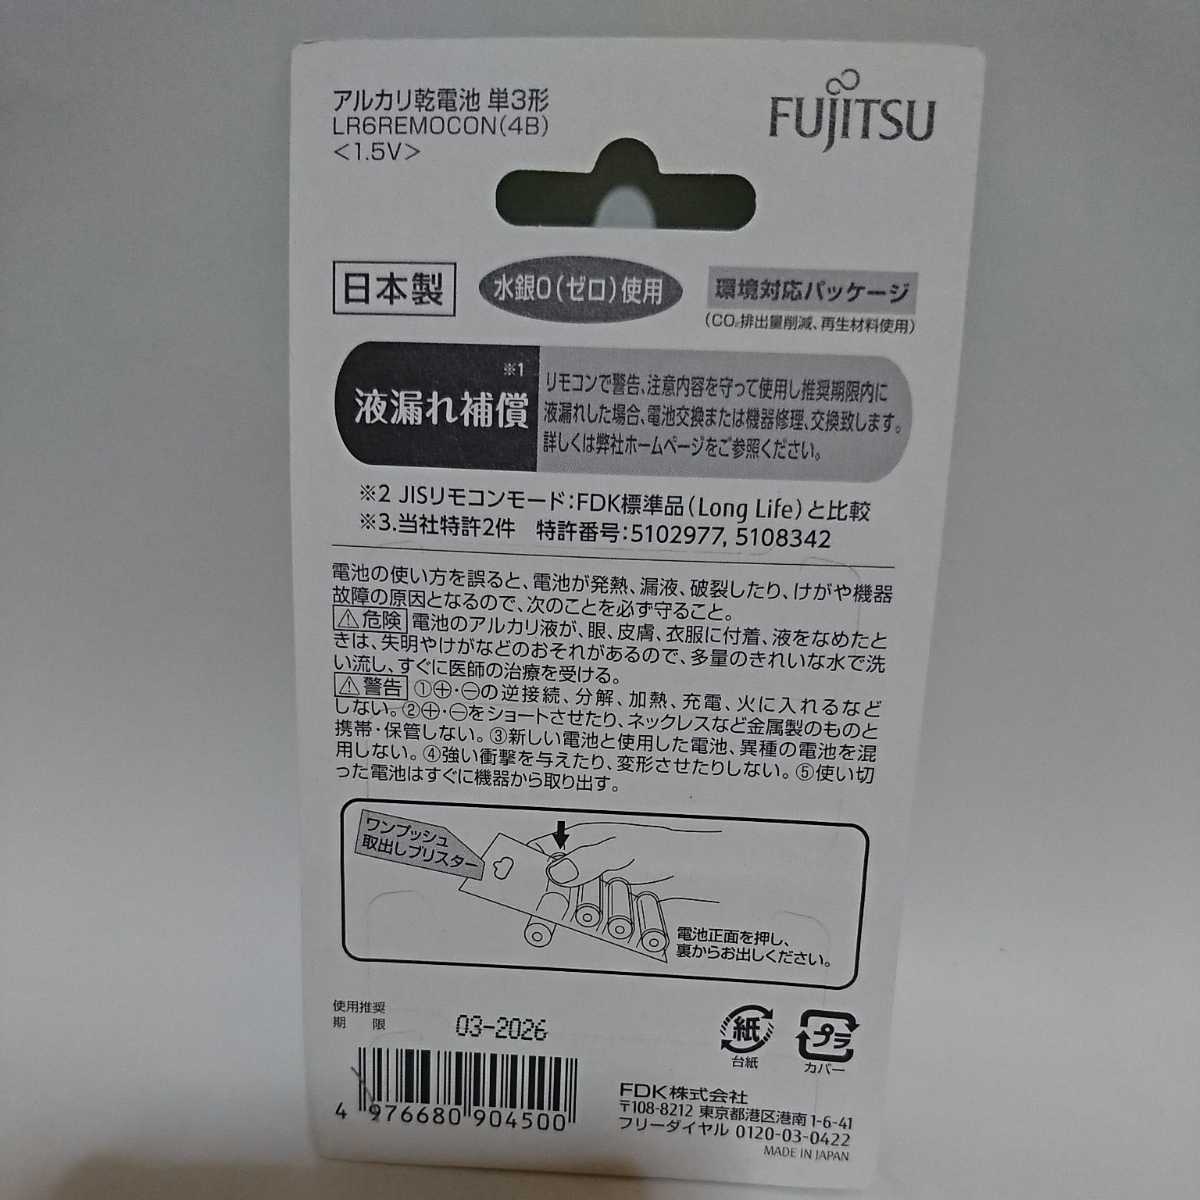 アルカリ乾電池 単3形
LR6REMOCON(4B)
<1.5V>
FUJITSU
日本製
水銀0(ゼロ)使用
環境対応パッケージ
(CO₂排出量削減、再生材料使用)
※1
液漏れ補償
リモコンで警告、注意内容を守って使用し推奨期限内に
液漏れした場合、電池交換または機器修理、交換致します。
詳しくは弊社ホームページをご参照ください。
※2 JISリモコンモード:FDK標準品(Long Life)と比較
※3.当社特許2件 特許番号:5102977, 5108342
電池の使い方を誤ると、電池が発熱、漏液、破裂したり、けがや機器
故障の原因となるので、次のことを必ず守ること。
⚠危険 電池のアルカリ液が、眼、皮膚、衣服に付着、液をなめたと
きは、失明やけがなどのおそれがあるので、多量のきれいな水で洗
い流し、すぐに医師の治療を受ける。
⚠警告 ①⊕・⊖の逆接続、分解、加熱、充電、火に入れるなど
しない。②⊕・⊖をショートさせたり、ネックレスなど金属製のものと
携帯・保管しない。③新しい電池と使用した電池、異種の電池を混
用しない。④強い衝撃を与えたり、変形させたりしない。⑤使い切
った電池はすぐに機器から取り出す。
ワンプッシュ
取出しブリスター
電池正面を押し、
裏からお出しください。
使用推奨
期 限
03-2026
紙
台紙
プラ
カバー
4 976680 904500
FDK株式会社
〒108-8212 東京都港区港南1-6-41
フリーダイヤル 0120-03-0422
MADE IN JAPAN